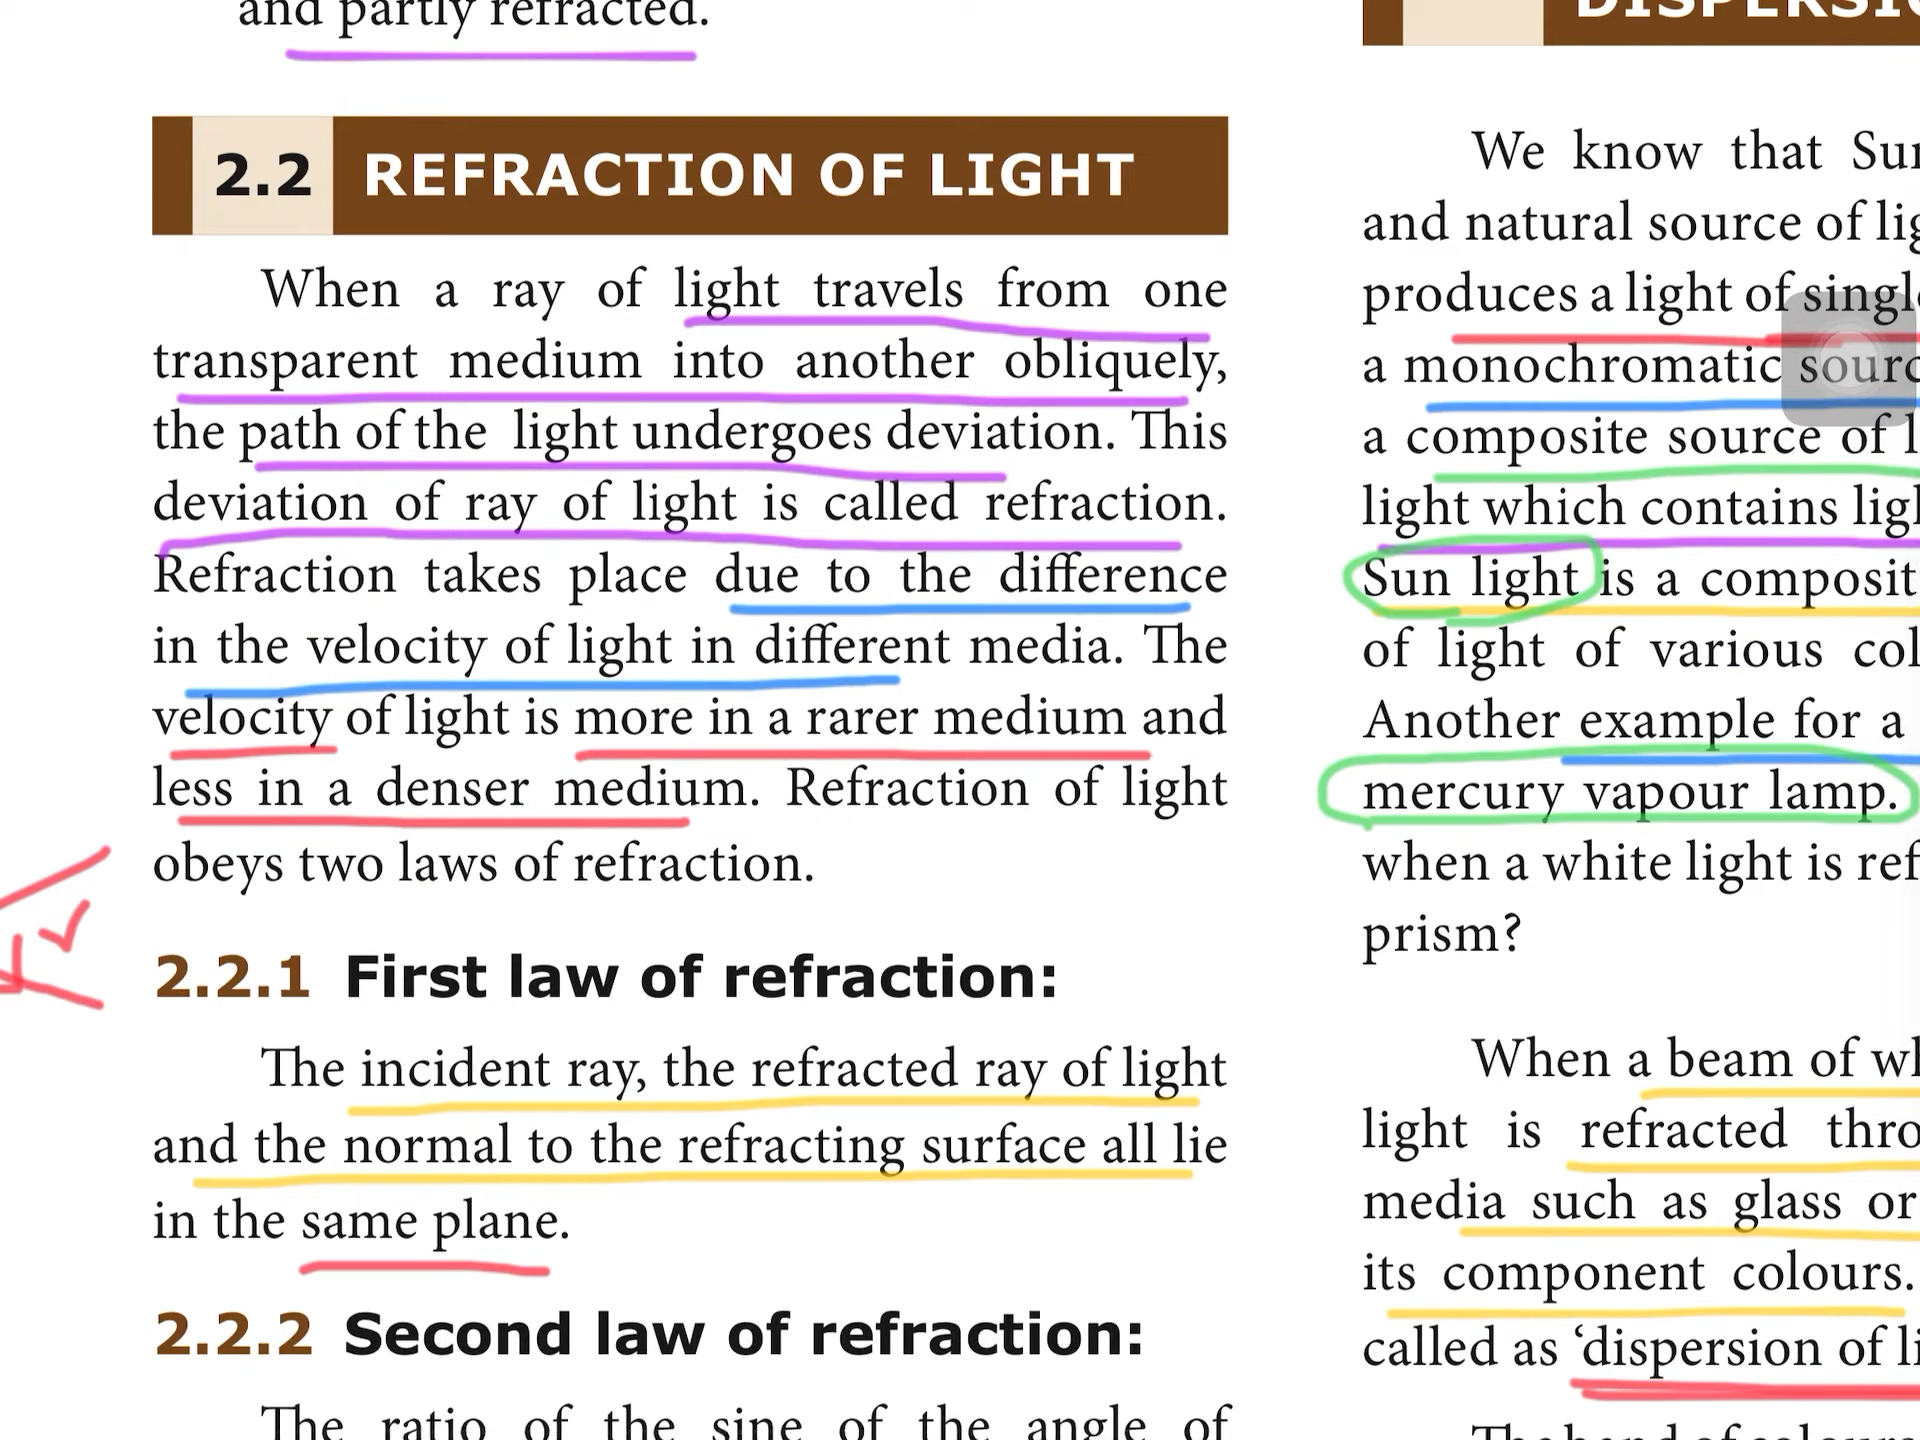 and partly refracted.
2.2 REFRACTION OF LIGHT
When a ray of light travels from one
transparent medium into another obliquely,
the path of the light undergoes deviation. This
deviation of ray of light is called refraction.
Refraction takes place due to the difference
in the velocity of light in different media. The
velocity of light is more in a rarer medium and
less in a denser medium. Refraction of light
obeys two laws of refraction.
2.2.1 First law of refraction:
The incident ray, the refracted ray of light
and the normal to the refracting surface all lie
in the same plane.
2.2.2 Second law of refraction:
The ratio of the sine of the angle of
We know that
and natural source of
produces a light of
a monochromatic
a composite source of
light which contains
Sun light is a
of light of various
Another example for a
mercury vapour lamp.
when a white light is
prism?
When a beam of
light is refracted
media such as glass or
its component colours.
called as ‘dispersion of
The band of colours